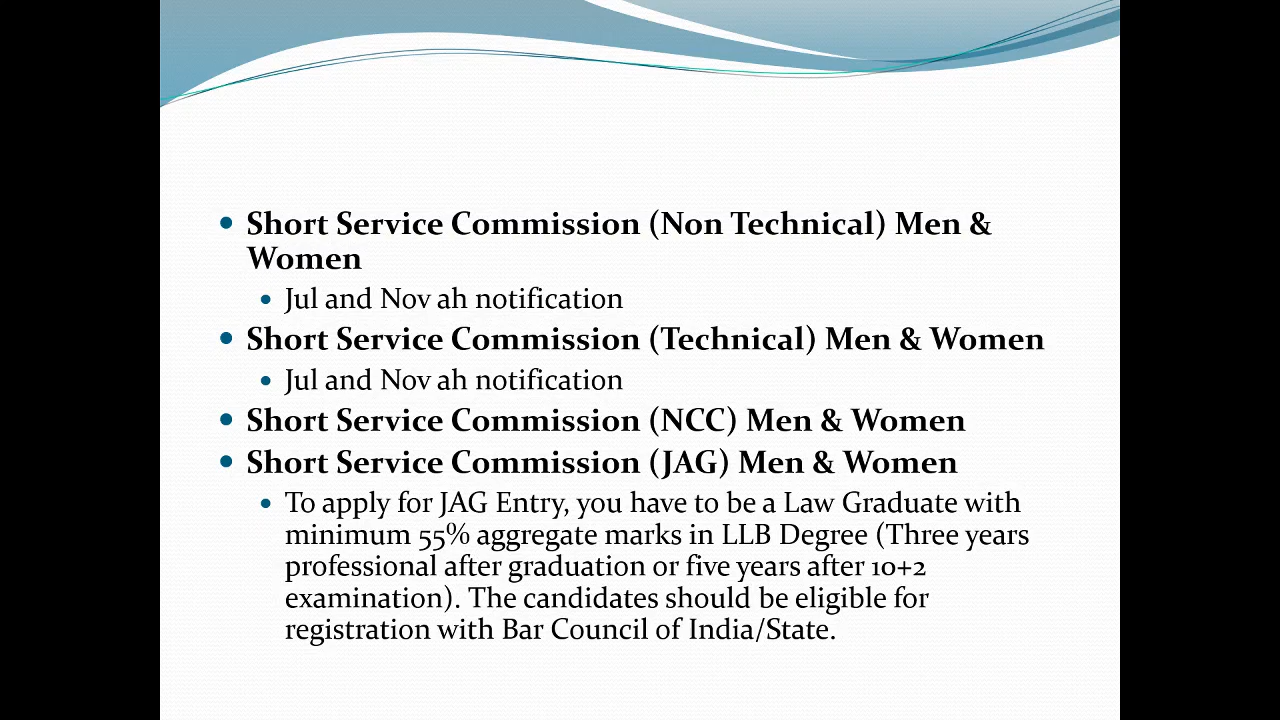 Short Service Commission (Non Technical) Men &
Women
Jul and Nov ah notification
Short Service Commission (Technical) Men & Women
Jul and Nov ah notification
Short Service Commission (NCC) Men & Women
Short Service Commission (JAG) Men & Women
To apply for JAG Entry, you have to be a Law Graduate with
minimum 55% aggregate marks in LLB Degree (Three years
professional after graduation or five years after 10+2
examination). The candidates should be eligible for
registration with Bar Council of India/State.